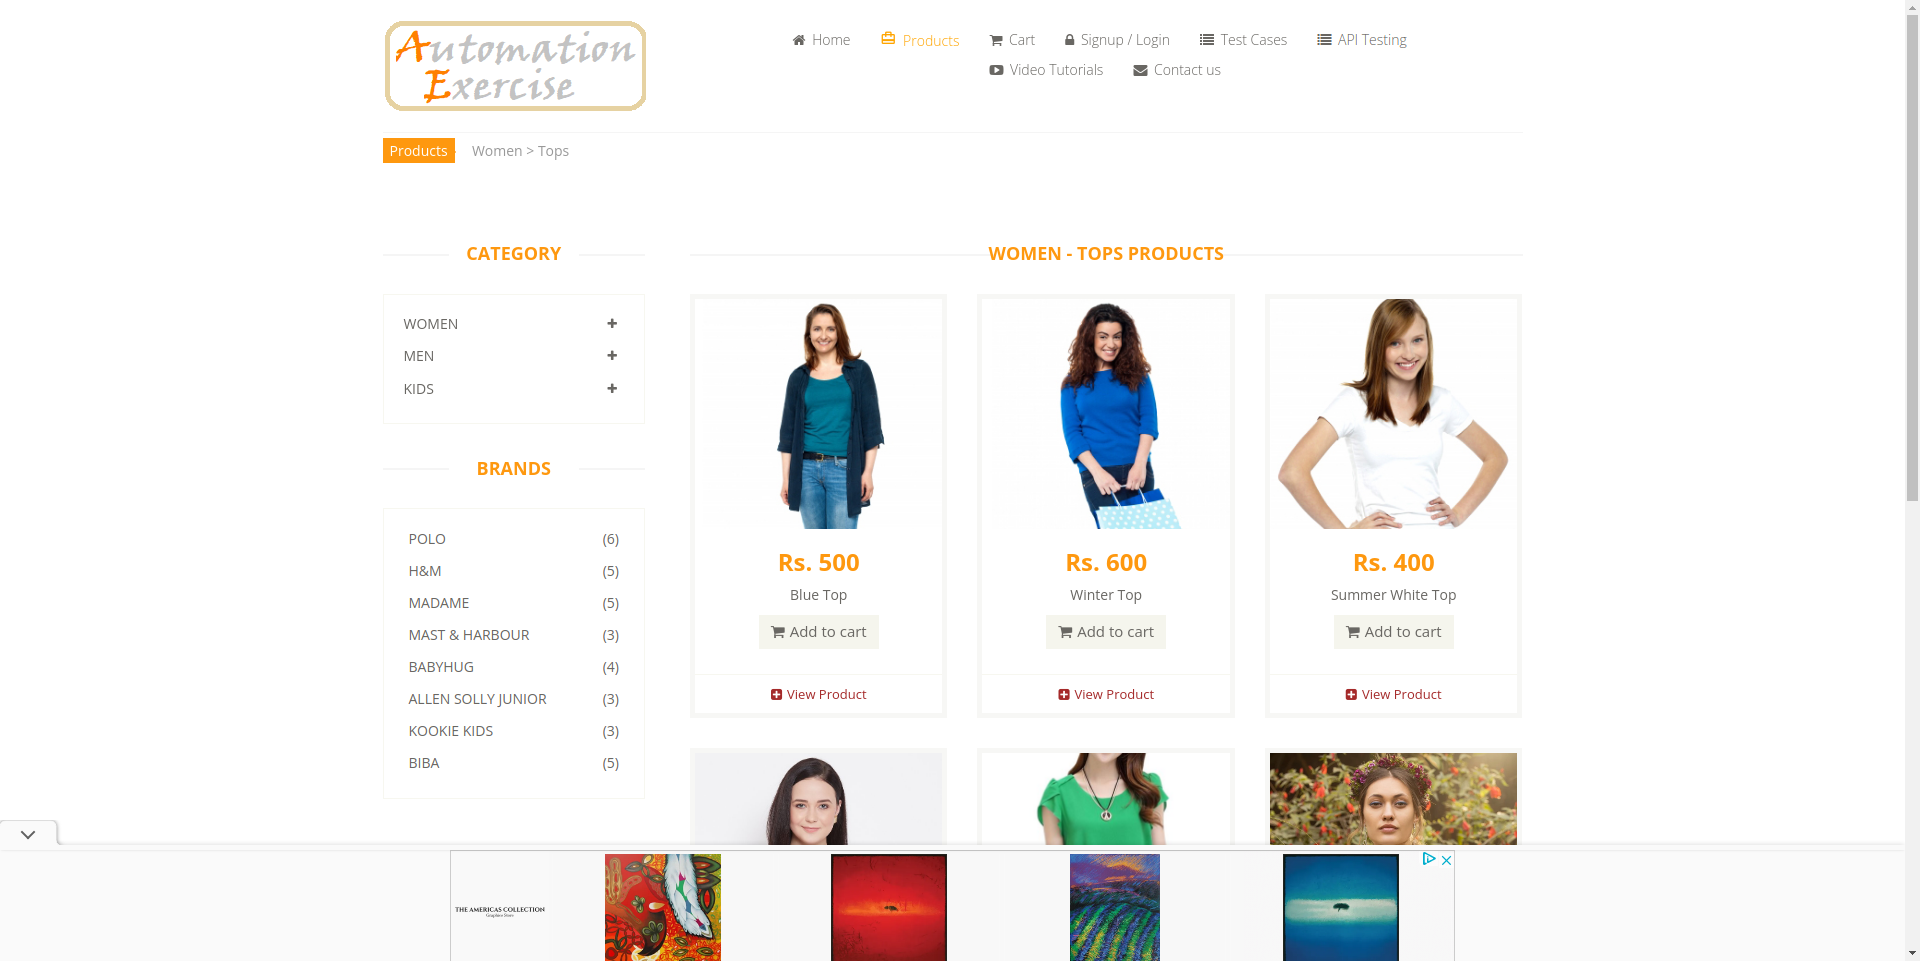 Automation
Exercise
Home
Products
Cart
Signup / Login
Test Cases
API Testing
Video Tutorials
Contact us
Products
Women > Tops
CATEGORY
WOMEN
MEN
KIDS
BRANDS
POLO (6)
H&M (5)
MADAME (5)
MAST & HARBOUR (3)
BABYHUG (4)
ALLEN SOLLY JUNIOR (3)
KOOKIE KIDS (3)
BIBA (5)
WOMEN - TOPS PRODUCTS
Rs. 500
Blue Top
Add to cart
View Product
Rs. 600
Winter Top
Add to cart
View Product
Rs. 400
Summer White Top
Add to cart
View Product
THE AMERICAS COLLECTION
Graphics Store